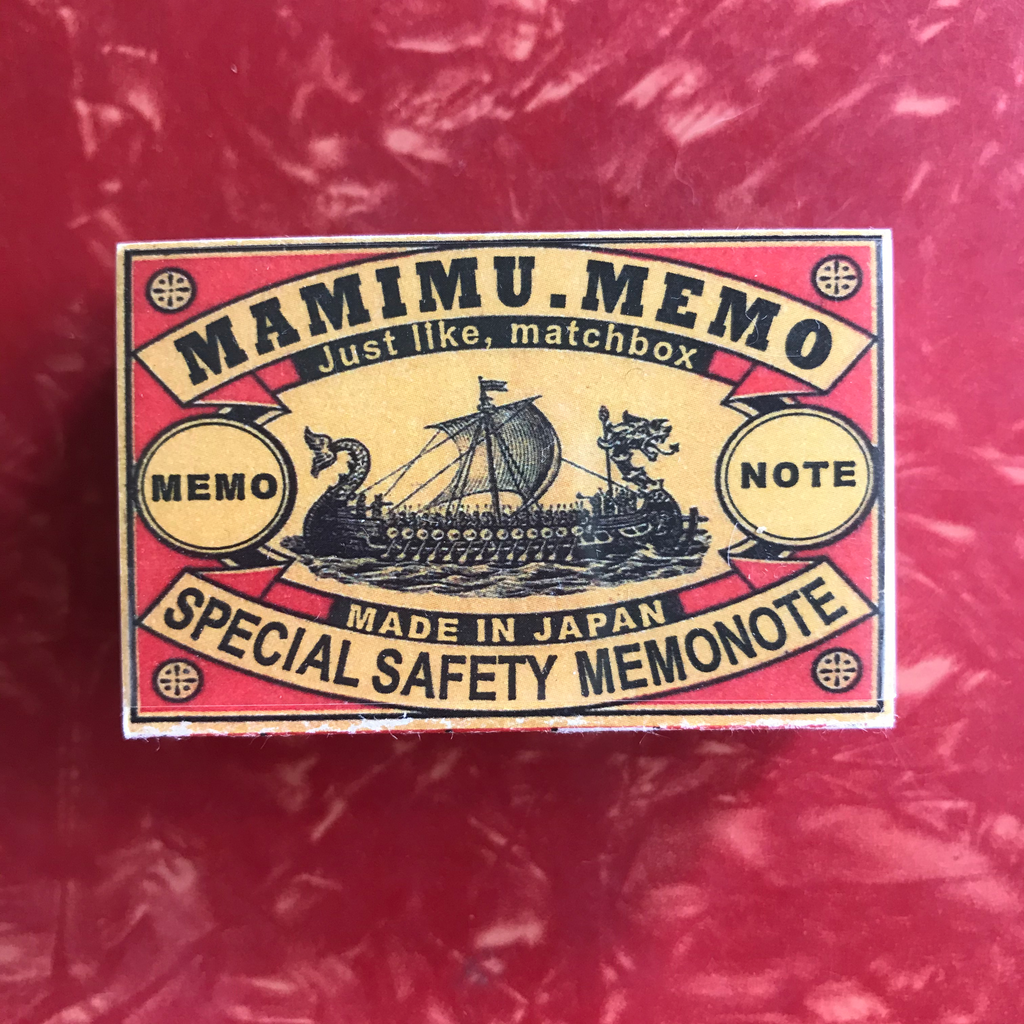 MAMIMU.MEMO
Just like, matchbox
MEMO
NOTE
MADE IN JAPAN
SPECIAL SAFETY MEMONOTE